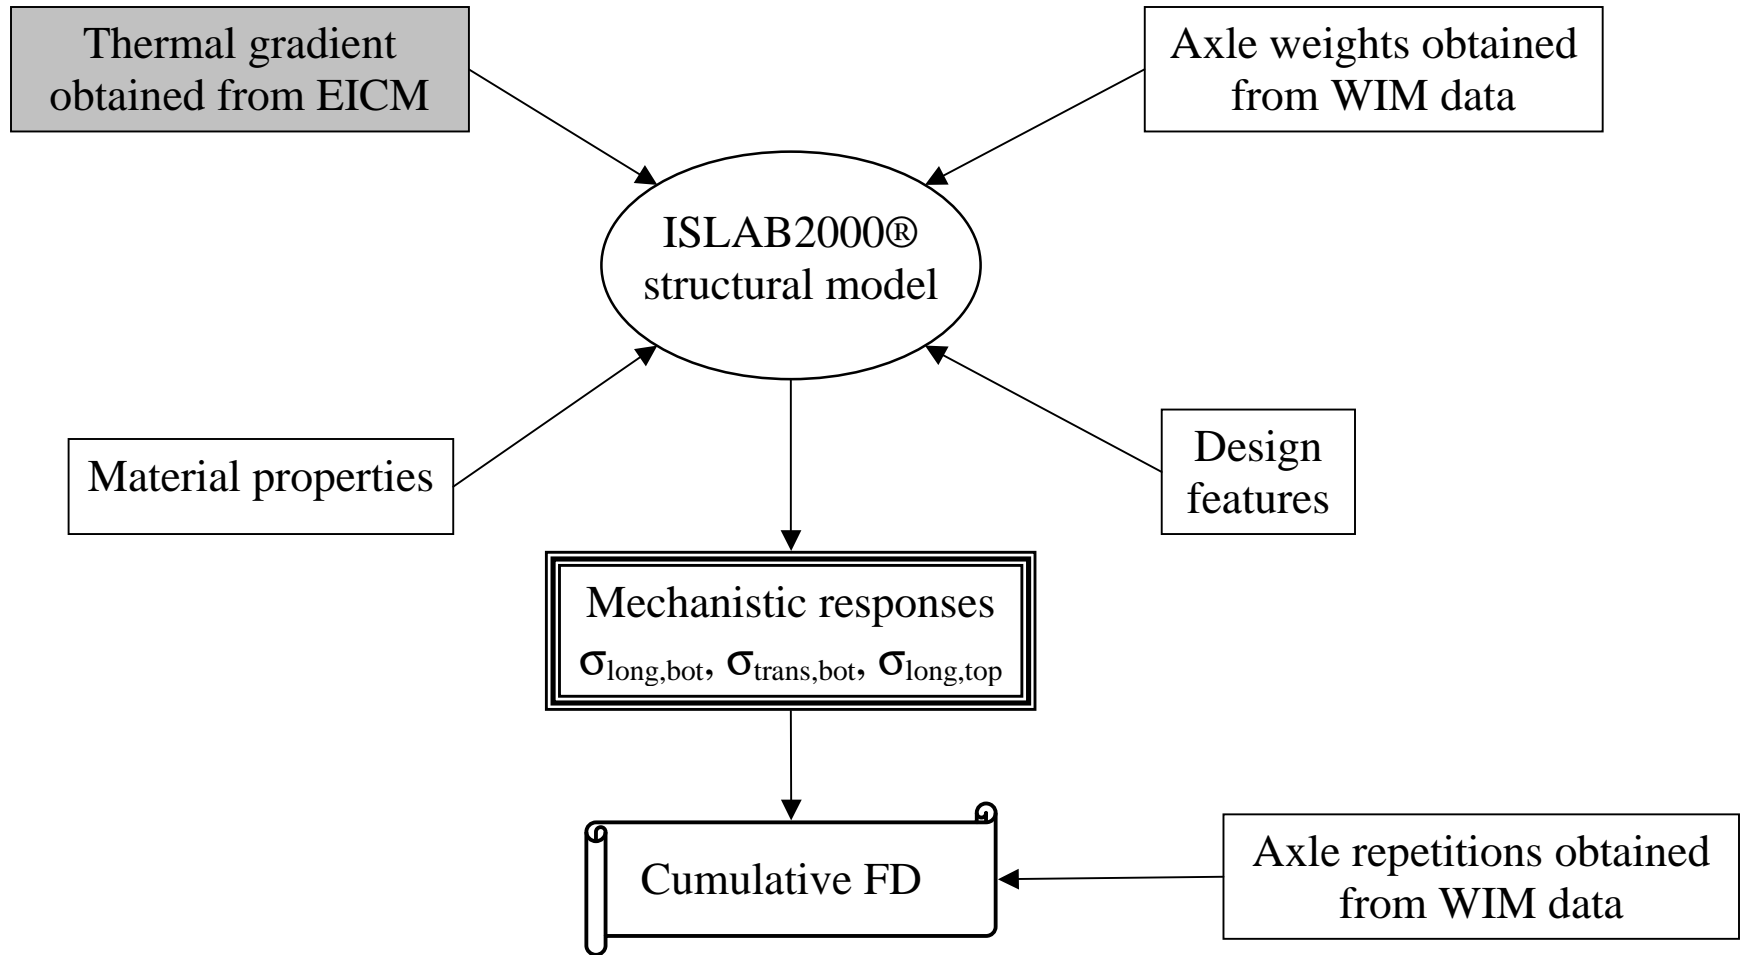 Thermal gradient
obtained from EICM
Axle weights obtained
from WIM data
ISLAB2000®
structural model
Material properties
Design
features
Mechanistic responses
σlong,bot, σtrans,bot, σlong,top
Cumulative FD
Axle repetitions obtained
from WIM data